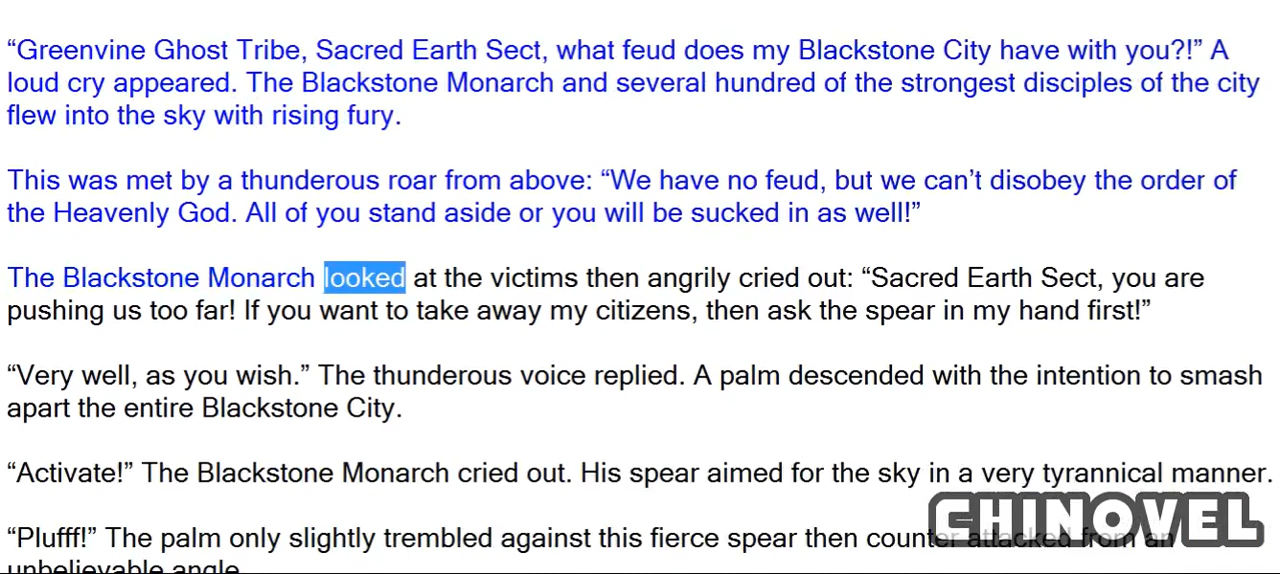 “Greenvine Ghost Tribe, Sacred Earth Sect, what feud does my Blackstone City have with you?!” A
loud cry appeared. The Blackstone Monarch and several hundred of the strongest disciples of the city
flew into the sky with rising fury.
This was met by a thunderous roar from above: “We have no feud, but we can’t disobey the order of
the Heavenly God. All of you stand aside or you will be sucked in as well!”
The Blackstone Monarch looked at the victims then angrily cried out: “Sacred Earth Sect, you are
pushing us too far! If you want to take away my citizens, then ask the spear in my hand first!”
“Very well, as you wish.” The thunderous voice replied. A palm descended with the intention to smash
apart the entire Blackstone City.
“Activate!” The Blackstone Monarch cried out. His spear aimed for the sky in a very tyrannical manner.
“Plufff!” The palm only slightly trembled against this fierce spear then counter attacked from an
unbelievable angle.
CHINOVEL